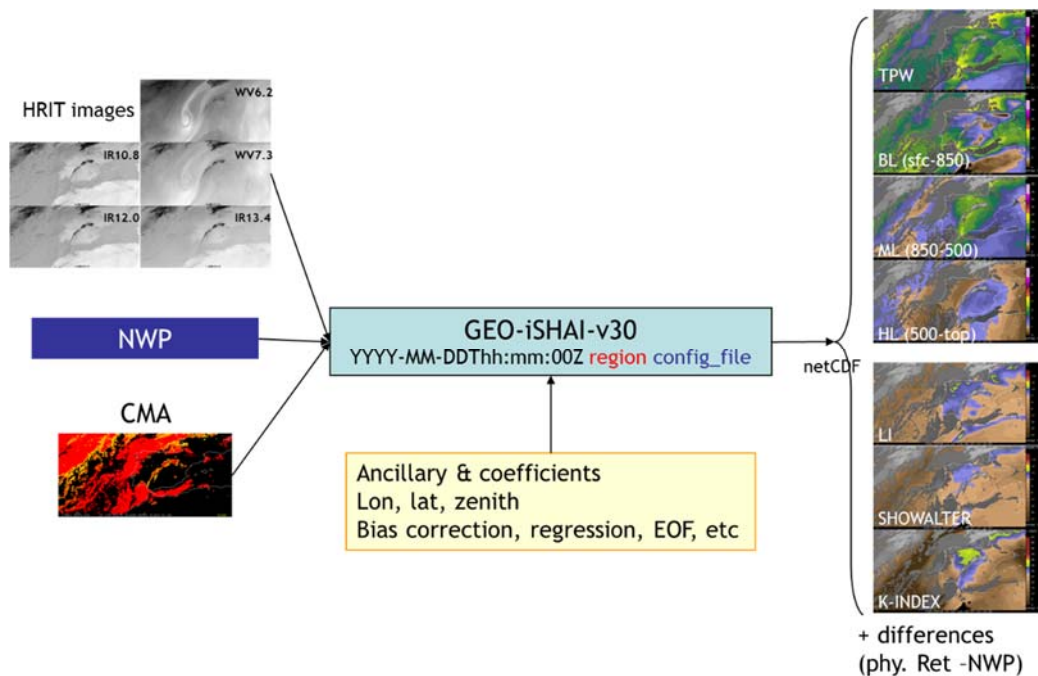 HRIT images
WV6.2
IR10.8
WV7.3
IR12.0
IR13.4
NWP
CMA
GEO-iSHAI-v30
YYYY-MM-DDThh:mm:00Z region config_file
Ancillary & coefficients
Lon, lat, zenith
Bias correction, regression, EOF, etc
netCDF
TPW
BL (sfc-850)
ML (850-500)
HL (500-top)
LI
SHOWALTER
K-INDEX
+ differences
(phy. Ret -NWP)